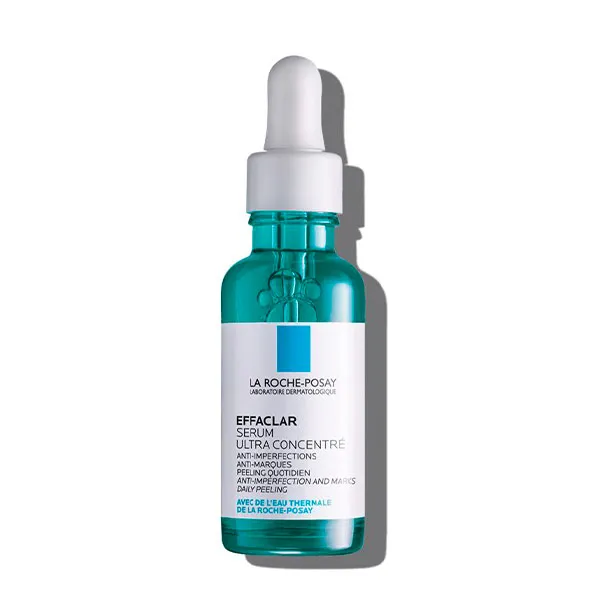 LA ROCHE-POSAY
LABORATOIRE DERMATOLOGIQUE
EFFACLAR
SERUM
ULTRA CONCENTRÉ
ANTI-IMPERFECTIONS
ANTI-MARQUES
PEELING QUOTIDIEN
ANTI-IMPERFECTION AND MARKS
DAILY PEELING
AVEC DE L'EAU THERMALE
DE LA ROCHE-POSAY